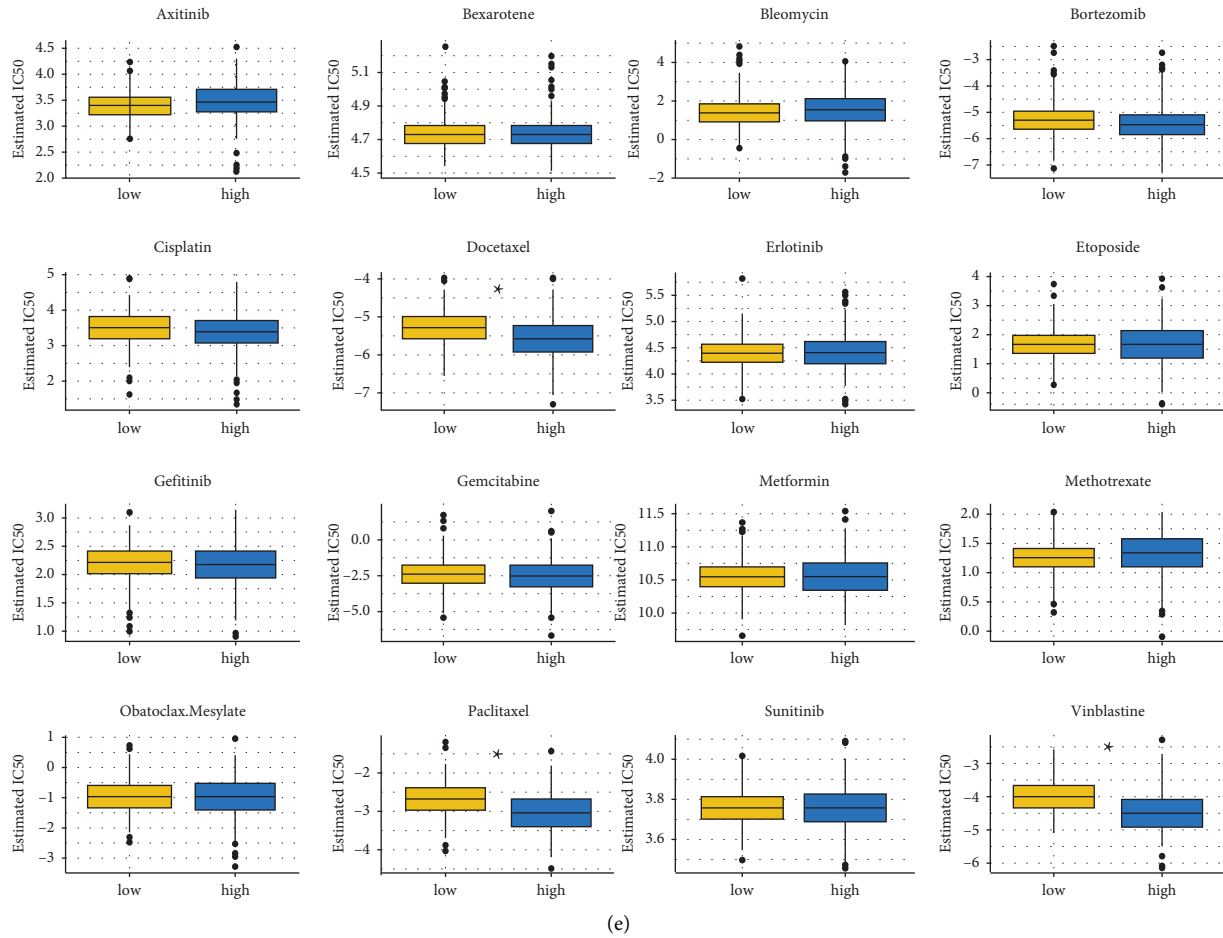 Axitinib
Bexarotene
Bleomycin
Bortezomib
Estimated IC50
4.5
4.0
3.5
3.0
2.5
2.0
low
high
Estimated IC50
5.1
4.9
4.7
4.5
low
high
Estimated IC50
4
2
0
−2
low
high
Estimated IC50
−3
−4
−5
−6
−7
low
high
Cisplatin
Docetaxel
Erlotinib
Etoposide
Estimated IC50
5
4
3
2
low
high
Estimated IC50
−4
−5
−6
−7
low
high
Estimated IC50
5.5
5.0
4.5
4.0
3.5
low
high
Estimated IC50
4
3
2
1
0
low
high
Gefitinib
Gemcitabine
Metformin
Methotrexate
Estimated IC50
3.0
2.5
2.0
1.5
1.0
low
high
Estimated IC50
0.0
−2.5
−5.0
low
high
Estimated IC50
11.5
11.0
10.5
10.0
low
high
Estimated IC50
2.0
1.5
1.0
0.5
0.0
low
high
Obatoclax.Mesylate
Paclitaxel
Sunitinib
Vinblastine
Estimated IC50
1
0
−1
−2
−3
low
high
Estimated IC50
−2
−3
−4
low
high
Estimated IC50
4.0
3.8
3.6
low
high
Estimated IC50
−3
−4
−5
−6
low
high
(e)